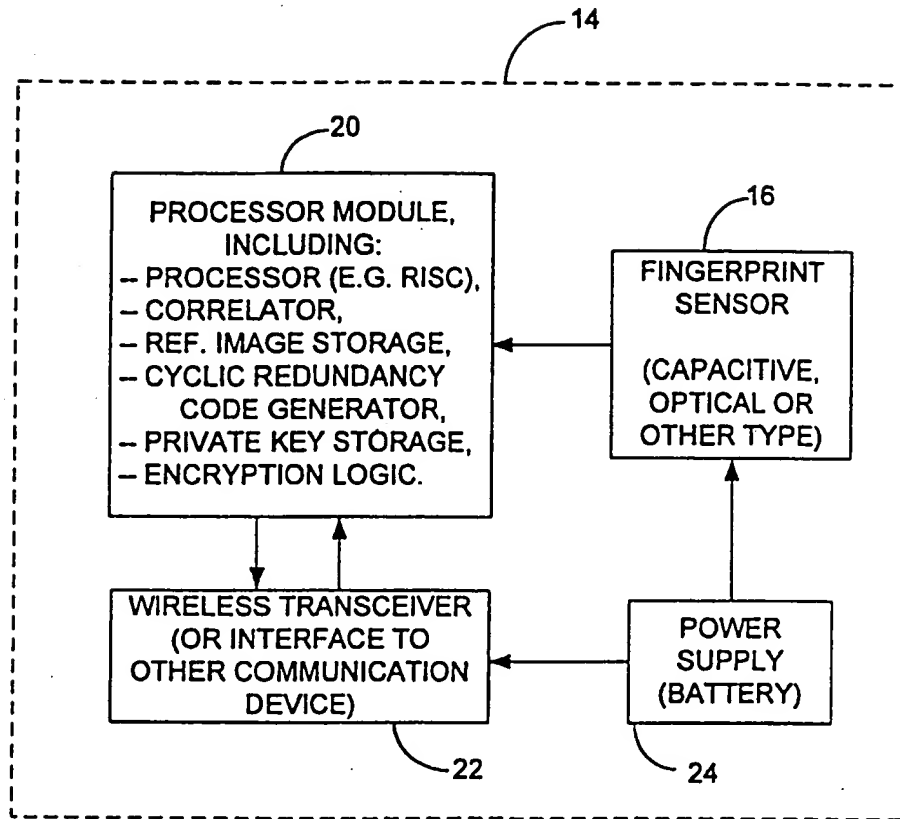 14
20
PROCESSOR MODULE,
INCLUDING:
– PROCESSOR (E.G. RISC),
– CORRELATOR,
– REF. IMAGE STORAGE,
– CYCLIC REDUNDANCY
CODE GENERATOR,
– PRIVATE KEY STORAGE,
– ENCRYPTION LOGIC.
16
FINGERPRINT
SENSOR
(CAPACITIVE,
OPTICAL OR
OTHER TYPE)
WIRELESS TRANSCEIVER
(OR INTERFACE TO
OTHER COMMUNICATION
DEVICE)
22
POWER
SUPPLY
(BATTERY)
24